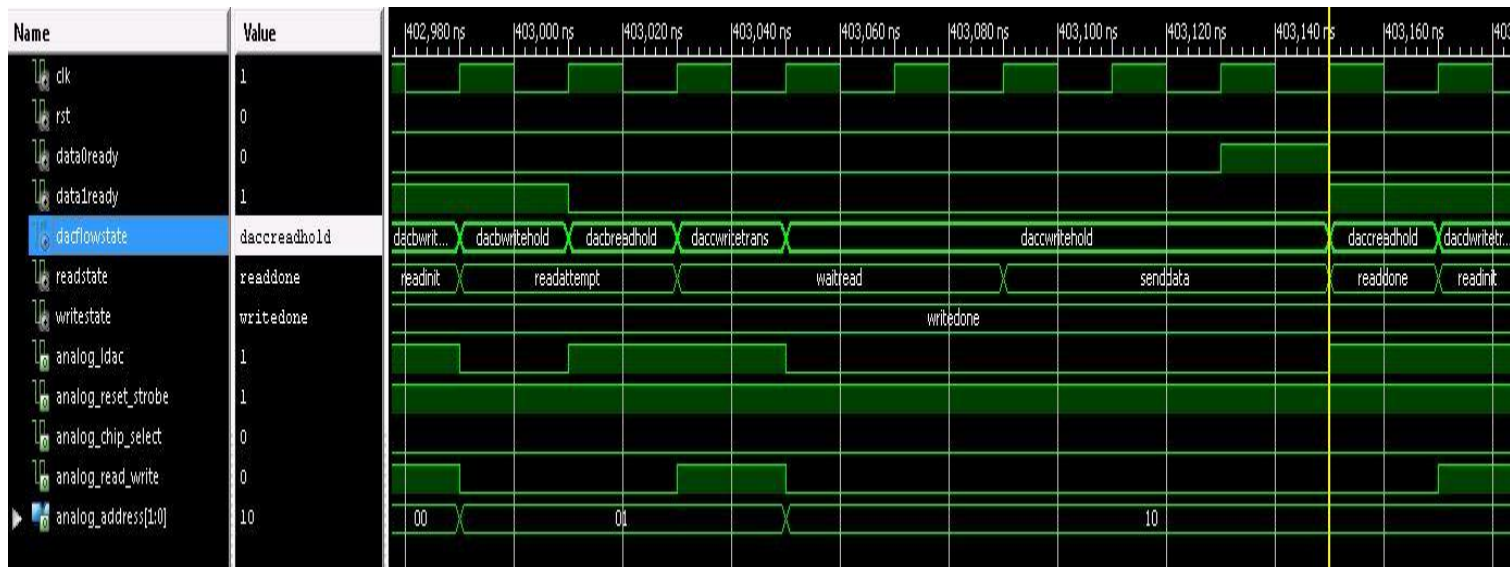 Name Value 402,980 ns 403,000 ns 403,020 ns 403,040 ns 403,060 ns 403,080 ns 403,100 ns 403,120 ns 403,140 ns 403,160 ns 403
clk 1
rst 0
data0ready 0
data1ready 1
dacflowstate daccreadhold dacbwrit... dacbwritehold dacbreadhold daccwritetrans daccwritehold daccreadhold dacdwritetr...
readstate readdone readinit readattempt waitread senddata readdone readinit
writestate writedone writedone
analog_ldac 1
analog_reset_strobe 1
analog_chip_select 0
analog_read_write 0
analog_address[1:0] 10 00 01 10